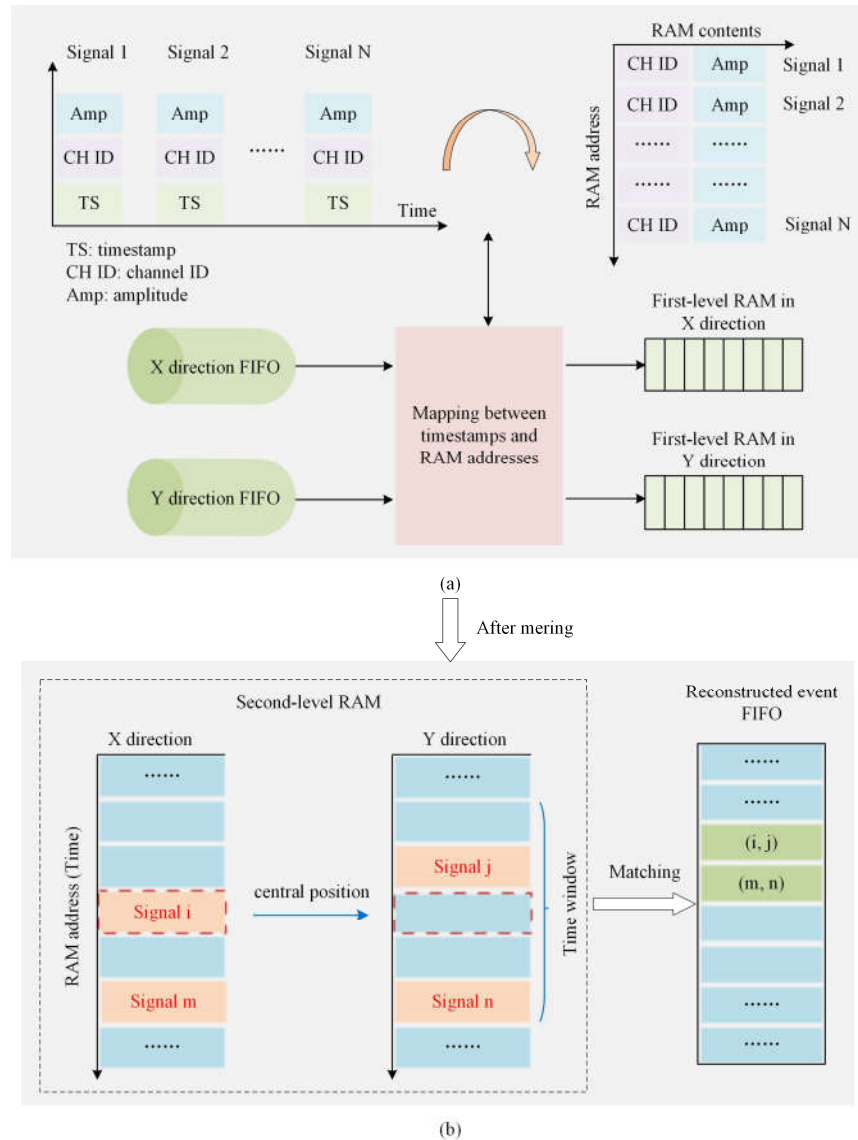 Signal 1
Signal 2
Signal N
Amp
Amp
Amp
CH ID
CH ID
......
CH ID
TS
TS
TS
Time
TS: timestamp
CH ID: channel ID
Amp: amplitude
RAM contents
RAM address
CH ID
Amp
Signal 1
CH ID
Amp
Signal 2
......
......
......
......
CH ID
Amp
Signal N
X direction FIFO
Y direction FIFO
Mapping between
timestamps and
RAM addresses
First-level RAM in
X direction
First-level RAM in
Y direction
(a)
After mering
Second-level RAM
X direction
Y direction
RAM address (Time)
......
Signal i
Signal m
......
central position
......
Signal j
Signal n
......
Time window
Matching
Reconstructed event
FIFO
......
......
(i, j)
(m, n)
......
......
(b)